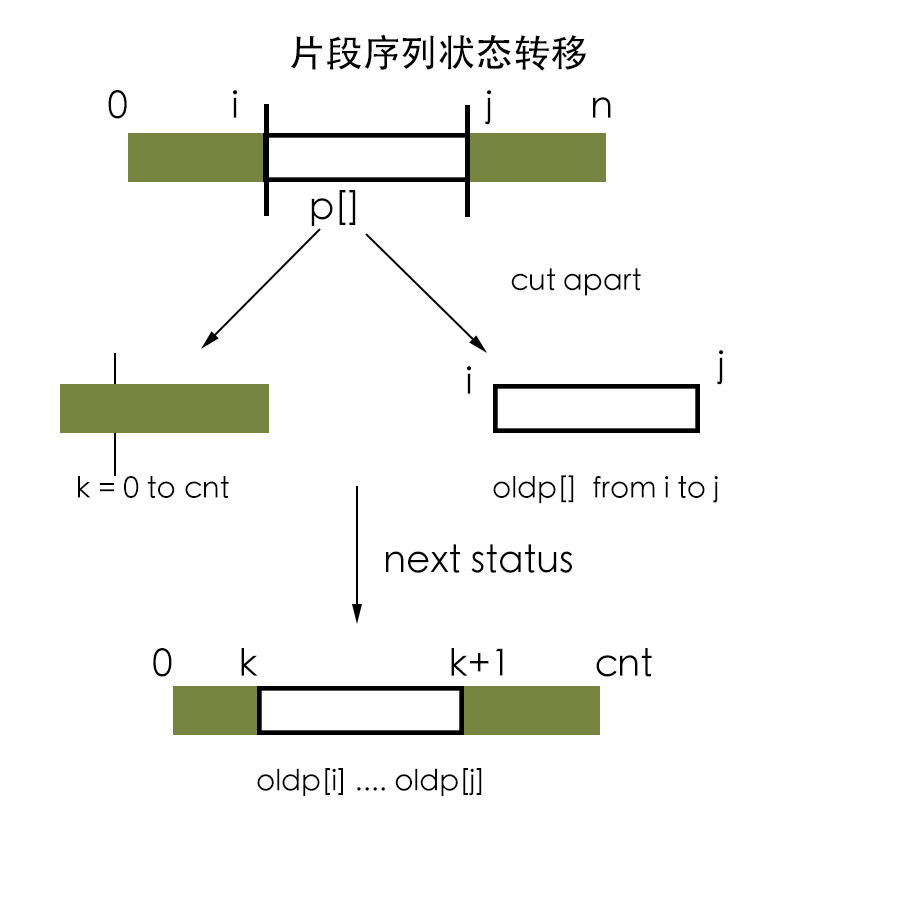 片段序列状态转移
0 i j n
p[]
cut apart
i j
k = 0 to cnt
oldp[] from i to j
next status
0 k k+1 cnt
oldp[i] .... oldp[j]